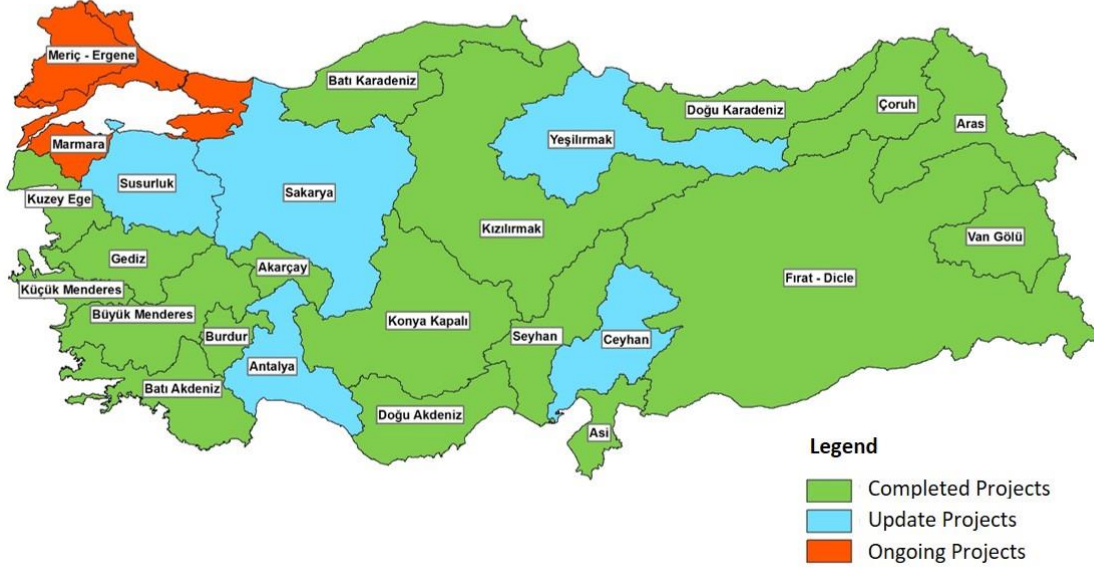 Meriç - Ergene
Batı Karadeniz
Doğu Karadeniz
Çoruh
Aras
Marmara
Yeşilırmak
Susurluk
Sakarya
Kuzey Ege
Kızılırmak
Van Gölü
Gediz
Akarçay
Fırat - Dicle
Küçük Menderes
Büyük Menderes
Konya Kapalı
Burdur
Seyhan
Ceyhan
Antalya
Batı Akdeniz
Doğu Akdeniz
Asi
Legend
Completed Projects
Update Projects
Ongoing Projects